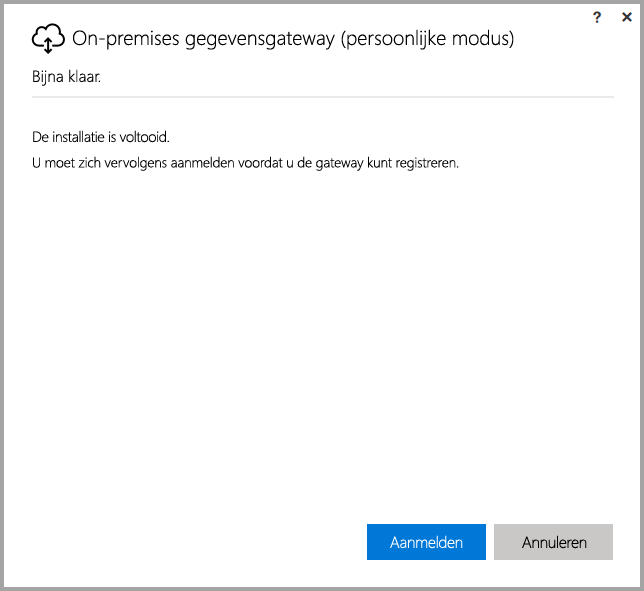 ? ×
On-premises gegevensgateway (persoonlijke modus)
Bijna klaar.
De installatie is voltooid.
U moet zich vervolgens aanmelden voordat u de gateway kunt registreren.
Aanmelden Annuleren